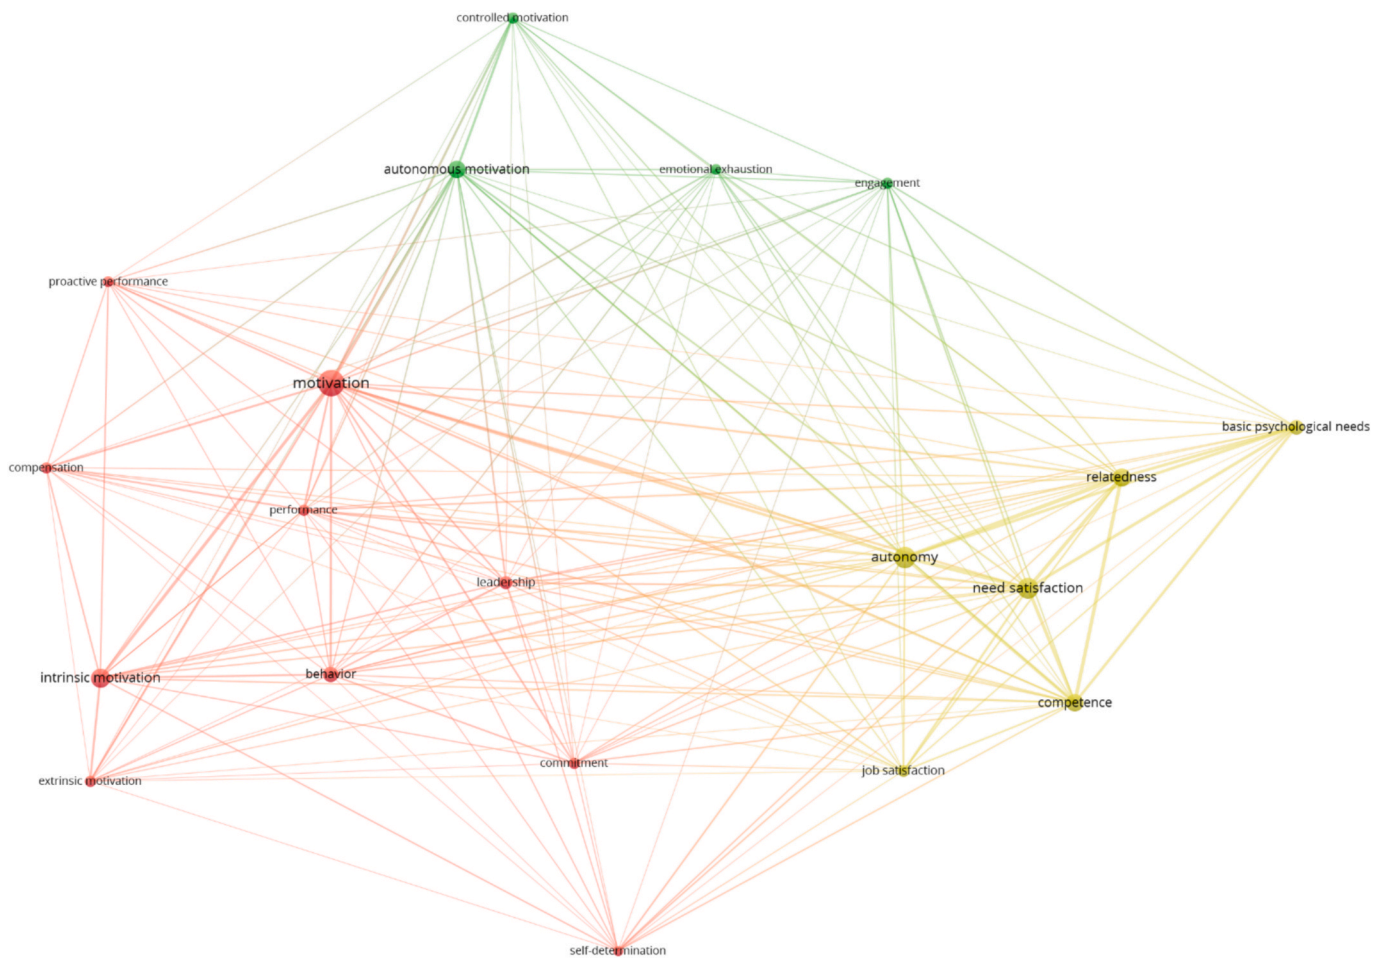 controlled motivation
autonomous motivation
emotional exhaustion
engagement
proactive performance
motivation
basic psychological needs
compensation
relatedness
performance
autonomy
leadership
need satisfaction
intrinsic motivation
behavior
competence
commitment
job satisfaction
extrinsic motivation
self-determination